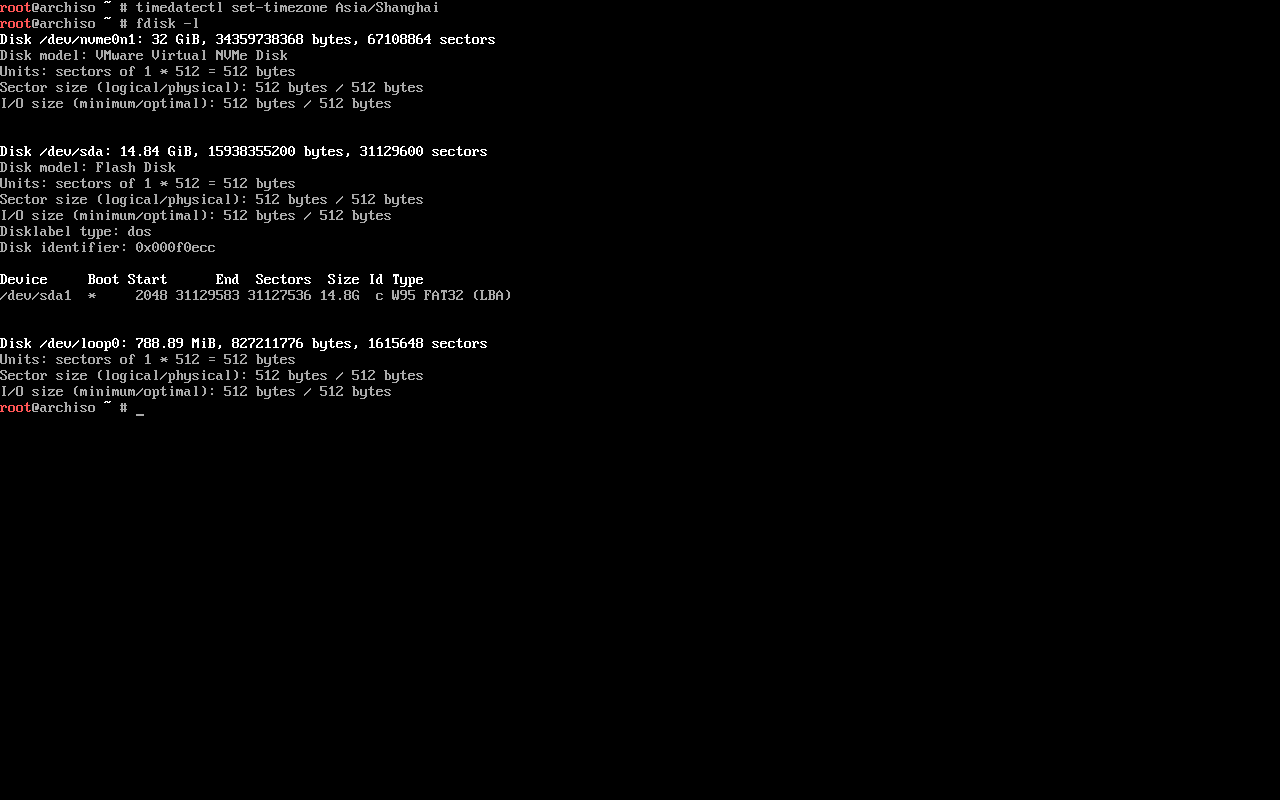 root@archiso ~ # timedatectl set-timezone Asia/Shanghai
root@archiso ~ # fdisk -l
Disk /dev/nvme0n1: 32 GiB, 34359738368 bytes, 67108864 sectors
Disk model: VMware Virtual NVMe Disk
Units: sectors of 1 * 512 = 512 bytes
Sector size (logical/physical): 512 bytes / 512 bytes
I/O size (minimum/optimal): 512 bytes / 512 bytes
Disk /dev/sda: 14.84 GiB, 15938355200 bytes, 31129600 sectors
Disk model: Flash Disk
Units: sectors of 1 * 512 = 512 bytes
Sector size (logical/physical): 512 bytes / 512 bytes
I/O size (minimum/optimal): 512 bytes / 512 bytes
Disklabel type: dos
Disk identifier: 0x000f0ecc
Device     Boot Start      End  Sectors  Size Id Type
/dev/sda1  *     2048 31129583 31127536 14.8G  c W95 FAT32 (LBA)
Disk /dev/loop0: 788.89 MiB, 827211776 bytes, 1615648 sectors
Units: sectors of 1 * 512 = 512 bytes
Sector size (logical/physical): 512 bytes / 512 bytes
I/O size (minimum/optimal): 512 bytes / 512 bytes
root@archiso ~ # _